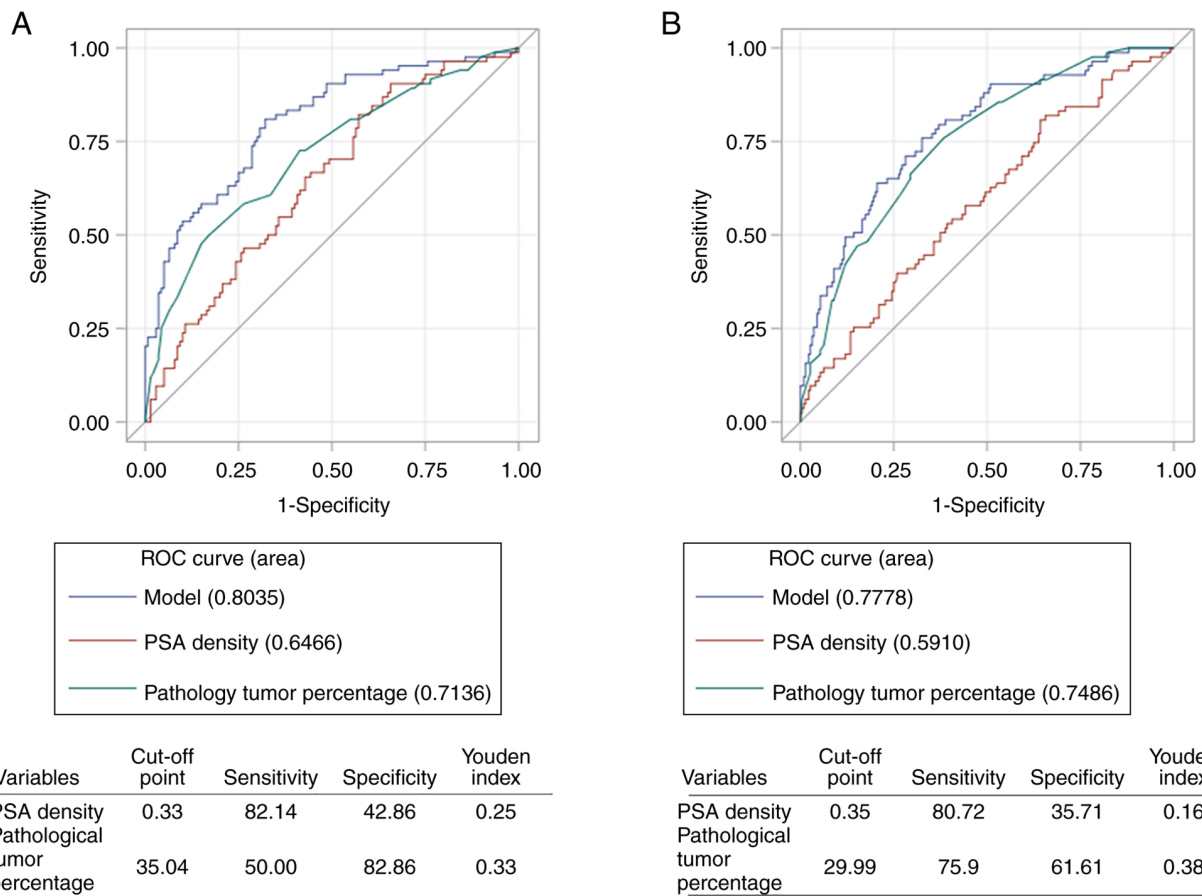 A
1.00
0.75
0.50
0.25
0.00
Sensitivity
0.00 0.25 0.50 0.75 1.00
1-Specificity
ROC curve (area)
Model (0.8035)
PSA density (0.6466)
Pathology tumor percentage (0.7136)
Variables Cut-off point Sensitivity Specificity Youden index
PSA density 0.33 82.14 42.86 0.25
Pathological
tumor
percentage 35.04 50.00 82.86 0.33
B
1.00
0.75
0.50
0.25
0.00
Sensitivity
0.00 0.25 0.50 0.75 1.00
1-Specificity
ROC curve (area)
Model (0.7778)
PSA density (0.5910)
Pathology tumor percentage (0.7486)
Variables Cut-off point Sensitivity Specificity Youde index
PSA density 0.35 80.72 35.71 0.16
Pathological
tumor
percentage 29.99 75.9 61.61 0.38